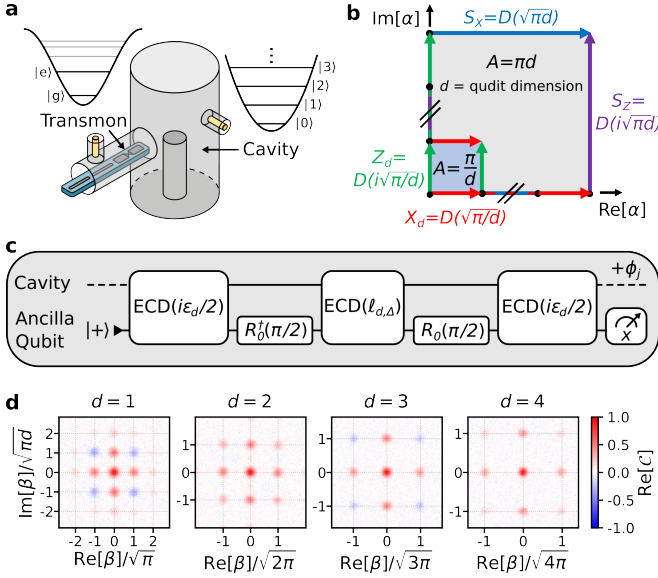 a
|e⟩
|g⟩
Transmon
Cavity
⋮
|3⟩
|2⟩
|1⟩
|0⟩
b
Im[α]
S_X=D(√πd)
A=πd
d = qudit dimension
S_Z=
D(i√πd)
Z_d=
D(i√π/d)
A=π/d
X_d=D(√π/d)
Re[α]
c
Cavity
+ϕ_j
ECD(iε_d/2)
ECD(ℓ_{d,Δ})
ECD(iε_d/2)
Ancilla
Qubit
|+⟩
R_0^†(π/2)
R_0(π/2)
X
d
d = 1
d = 2
d = 3
d = 4
Im[β]/√πd
2
1
0
-1
-2
-2 -1 0 1 2
Re[β]/√π
1
0
-1
-1 0 1
Re[β]/√2π
1
0
-1
-1 0 1
Re[β]/√3π
1
0
-1
-1 0 1
Re[β]/√4π
1.0
0.5
0.0
-0.5
-1.0
Re[𝒞]